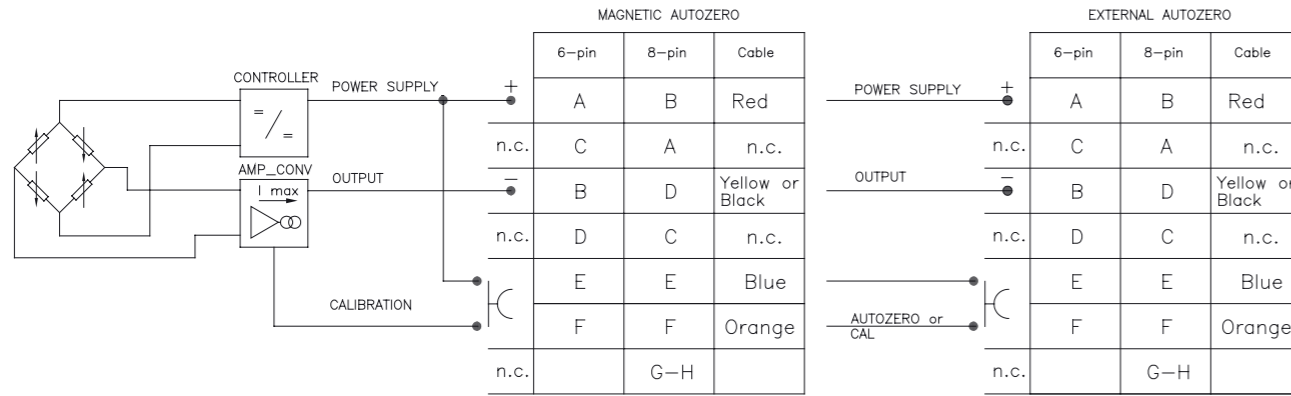 MAGNETIC AUTOZERO
6-pin 8-pin Cable
CONTROLLER
POWER SUPPLY + A B Red
= / =
n.c. C A n.c.
AMP_CONV
I max
OUTPUT - B D Yellow or
Black
n.c. D C n.c.
E E Blue
CALIBRATION
F F Orange
n.c. G-H
EXTERNAL AUTOZERO
6-pin 8-pin Cable
POWER SUPPLY + A B Red
n.c. C A n.c.
OUTPUT - B D Yellow or
Black
n.c. D C n.c.
E E Blue
AUTOZERO or
CAL
F F Orange
n.c. G-H